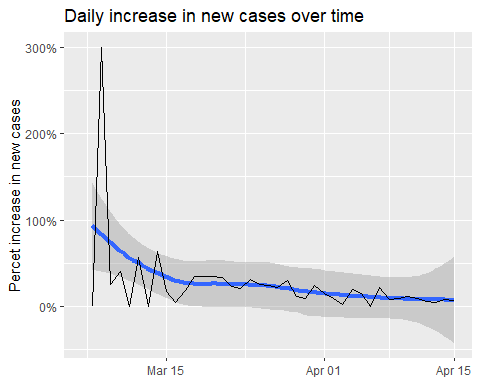 Daily increase in new cases over time
Percet increase in new cases
300%
200%
100%
0%
Mar 15
Apr 01
Apr 15